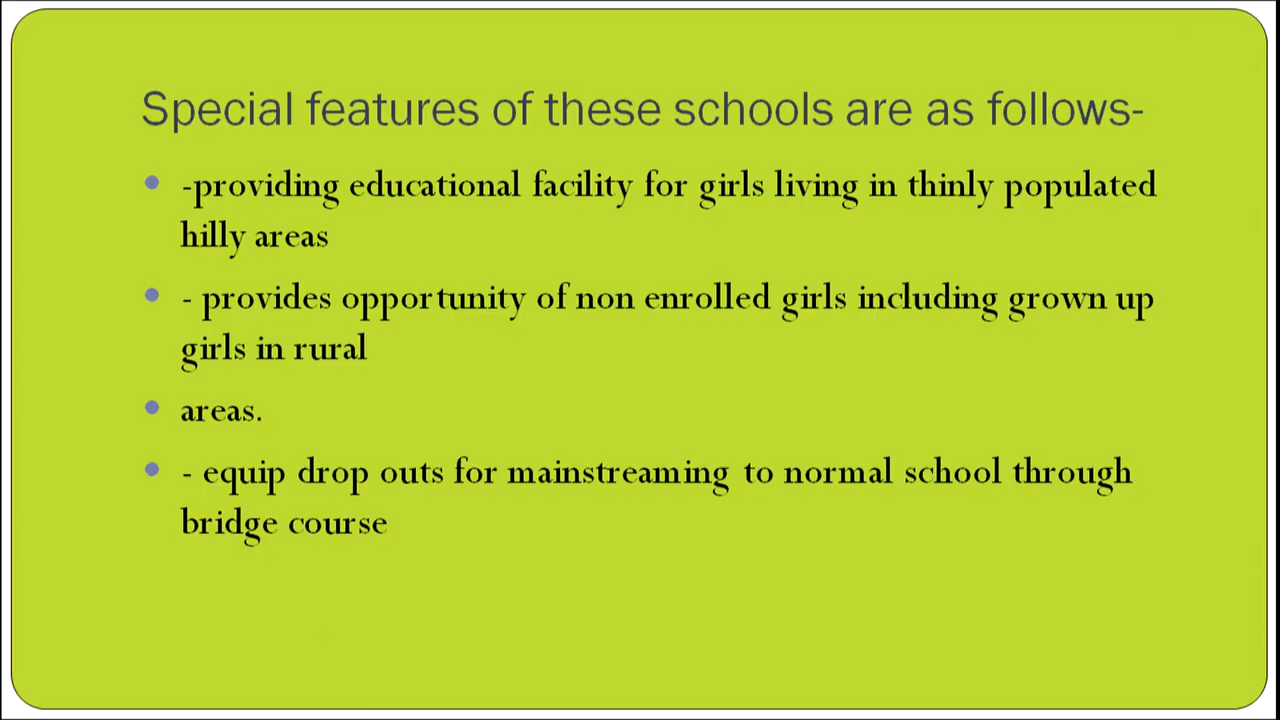 Special features of these schools are as follows-
-providing educational facility for girls living in thinly populated
hilly areas
- provides opportunity of non enrolled girls including grown up
girls in rural
areas.
- equip drop outs for mainstreaming to normal school through
bridge course